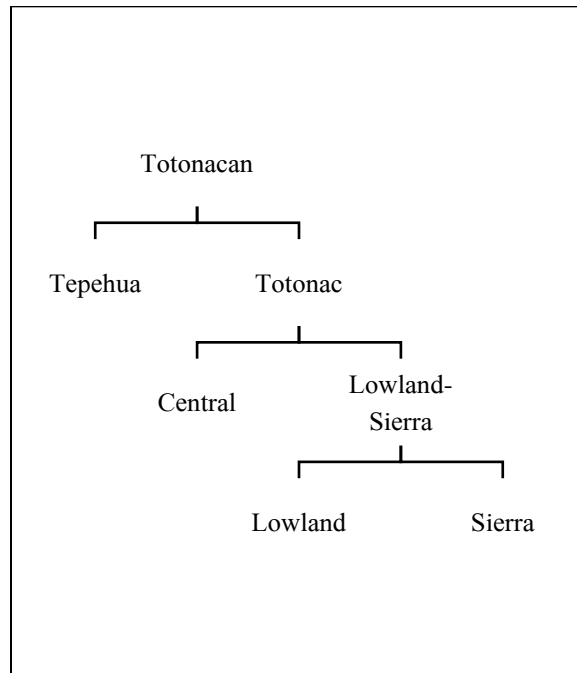 Totonacan
Tepehua Totonac
Central Lowland-
Sierra
Lowland Sierra